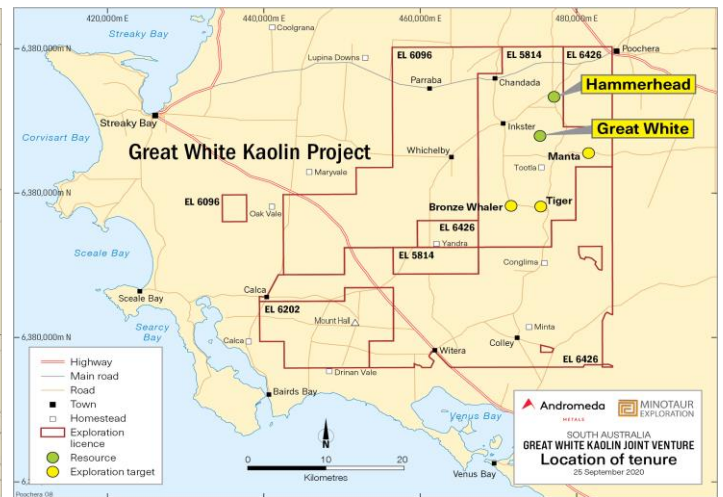 420,000m E
440,000m E
460,000m E
480,000m E
6,380,000m N
6,380,000m N
6,380,000m N
Streaky Bay
Coolgrana
Lupina Downs
EL 6096
EL 5814
EL 6426
Poochera
Parraba
Chandada
Hammerhead
Streaky Bay
Inkster
Great White
Corvisart Bay
Great White Kaolin Project
Whichelby
Manta
Maryvale
Tootla
EL 6096
Oak Vale
Bronze Whaler
Tiger
EL 6426
Yandra
Sceale Bay
EL 5814
Conglima
Calca
Sceale Bay
EL 6202
Searcy
Bay
Mount Hall
Minta
Calca
Colley
Witera
EL 6426
Drinan Vale
Bairds Bay
Venus Bay
Venus Bay
Highway
Main road
Road
Town
Homestead
Exploration
licence
Resource
Exploration target
N
0
10
20
Kilometres
Andromeda
METALS
MINOTAUR
EXPLORATION
SOUTH AUSTRALIA
GREAT WHITE KAOLIN JOINT VENTURE
Location of tenure
25 September 2020
Poochera OB